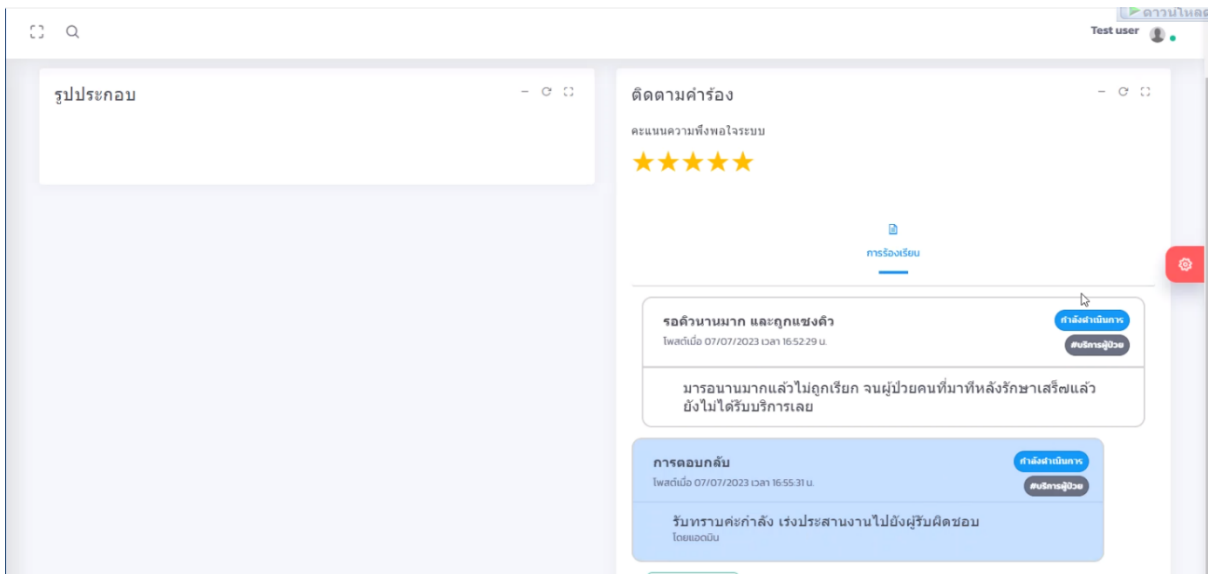 ดาวน์โหลด
Test user
รูปประกอบ
ติดตามคำร้อง
คะแนนความพึงพอใจระบบ
การร้องเรียน
รอคิวนานมาก และถูกแซงคิว
กำลังดำเนินการ
โพสต์เมื่อ 07/07/2023 เวลา 16:52:29 น.
#บริการผู้ป่วย
มารอนานมากแล้วไม่ถูกเรียก จนผู้ป่วยคนที่มาทีหลังรักษาเสร็๗แล้ว
ยังไม่ได้รับบริการเลย
การตอบกลับ
กำลังดำเนินการ
โพสต์เมื่อ 07/07/2023 เวลา 16:55:31 น.
#บริการผู้ป่วย
รับทราบค่ะกำลัง เร่งประสานงานไปยังผู้รับผิดชอบ
โดยแอดมิน